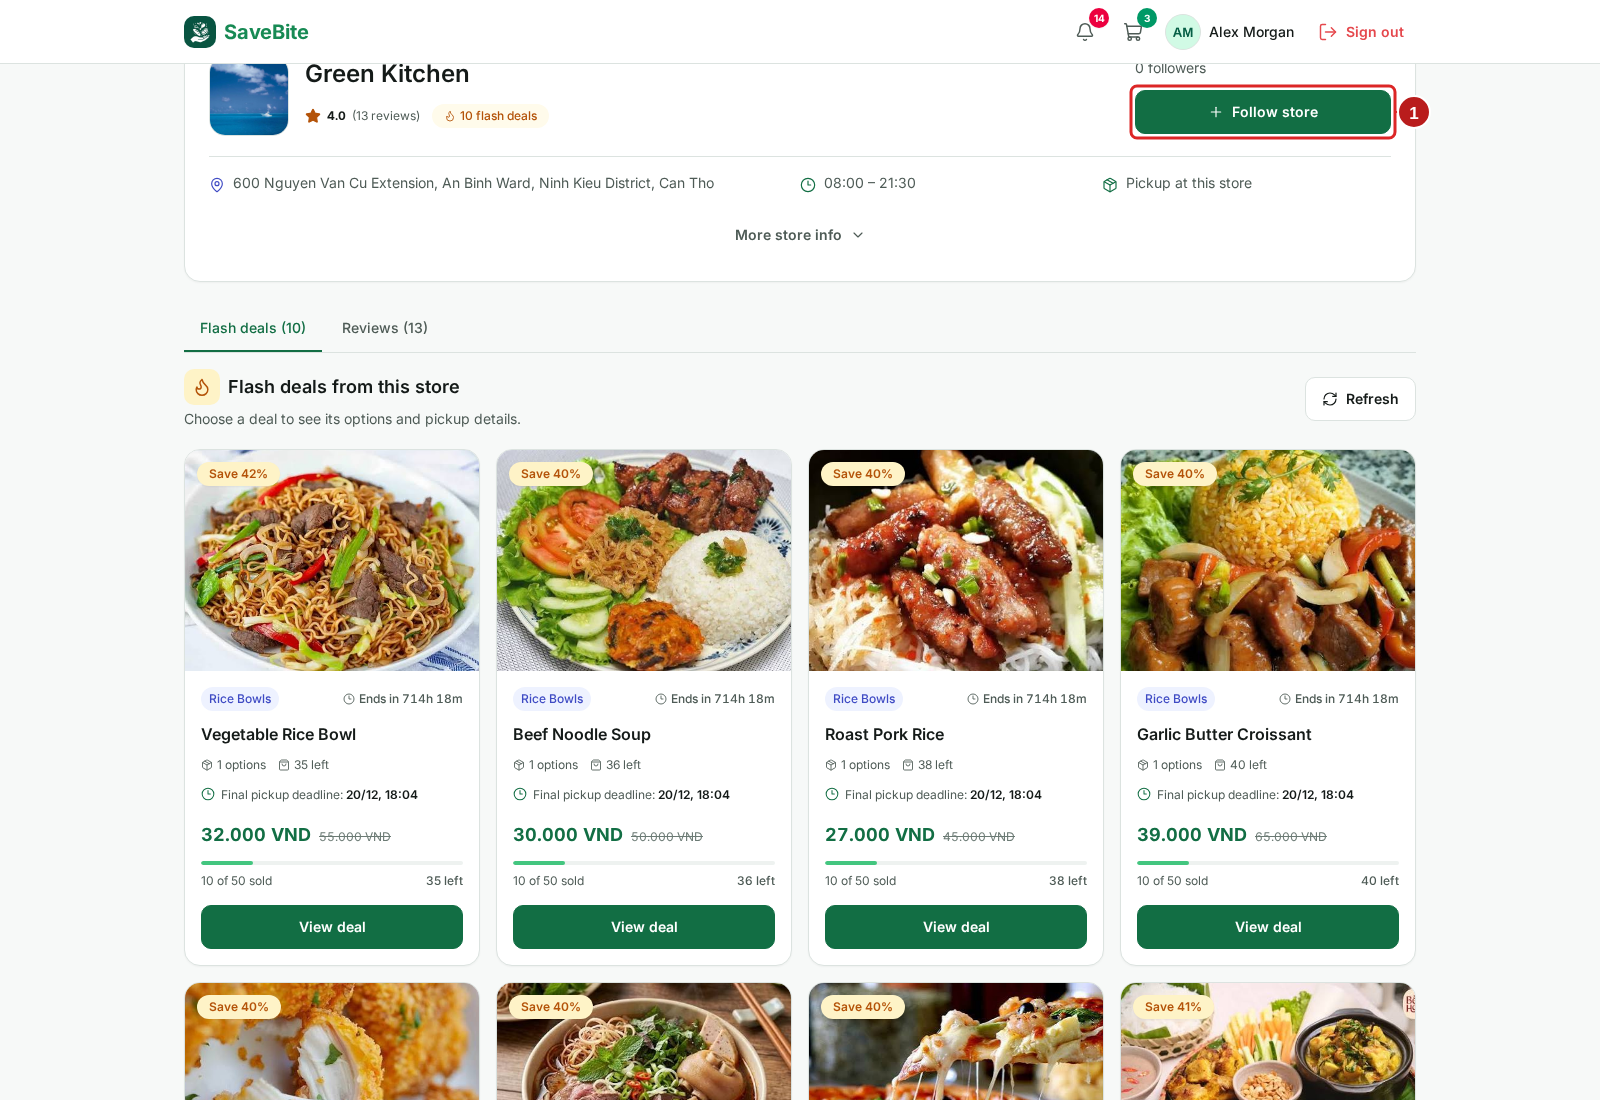 SaveBite
14
3
AM
Alex Morgan
Sign out
Green Kitchen
0 followers
4.0 (13 reviews)
10 flash deals
Follow store
1
600 Nguyen Van Cu Extension, An Binh Ward, Ninh Kieu District, Can Tho
08:00 – 21:30
Pickup at this store
More store info
Flash deals (10)
Reviews (13)
Flash deals from this store
Choose a deal to see its options and pickup details.
Refresh
Save 42%
Save 40%
Save 40%
Save 40%
Rice Bowls
Ends in 714h 18m
Rice Bowls
Ends in 714h 18m
Rice Bowls
Ends in 714h 18m
Rice Bowls
Ends in 714h 18m
Vegetable Rice Bowl
Beef Noodle Soup
Roast Pork Rice
Garlic Butter Croissant
1 options 35 left
1 options 36 left
1 options 38 left
1 options 40 left
Final pickup deadline: 20/12, 18:04
Final pickup deadline: 20/12, 18:04
Final pickup deadline: 20/12, 18:04
Final pickup deadline: 20/12, 18:04
32.000 VND 55.000 VND
30.000 VND 50.000 VND
27.000 VND 45.000 VND
39.000 VND 65.000 VND
10 of 50 sold
35 left
10 of 50 sold
36 left
10 of 50 sold
38 left
10 of 50 sold
40 left
View deal
View deal
View deal
View deal
Save 40%
Save 40%
Save 40%
Save 41%